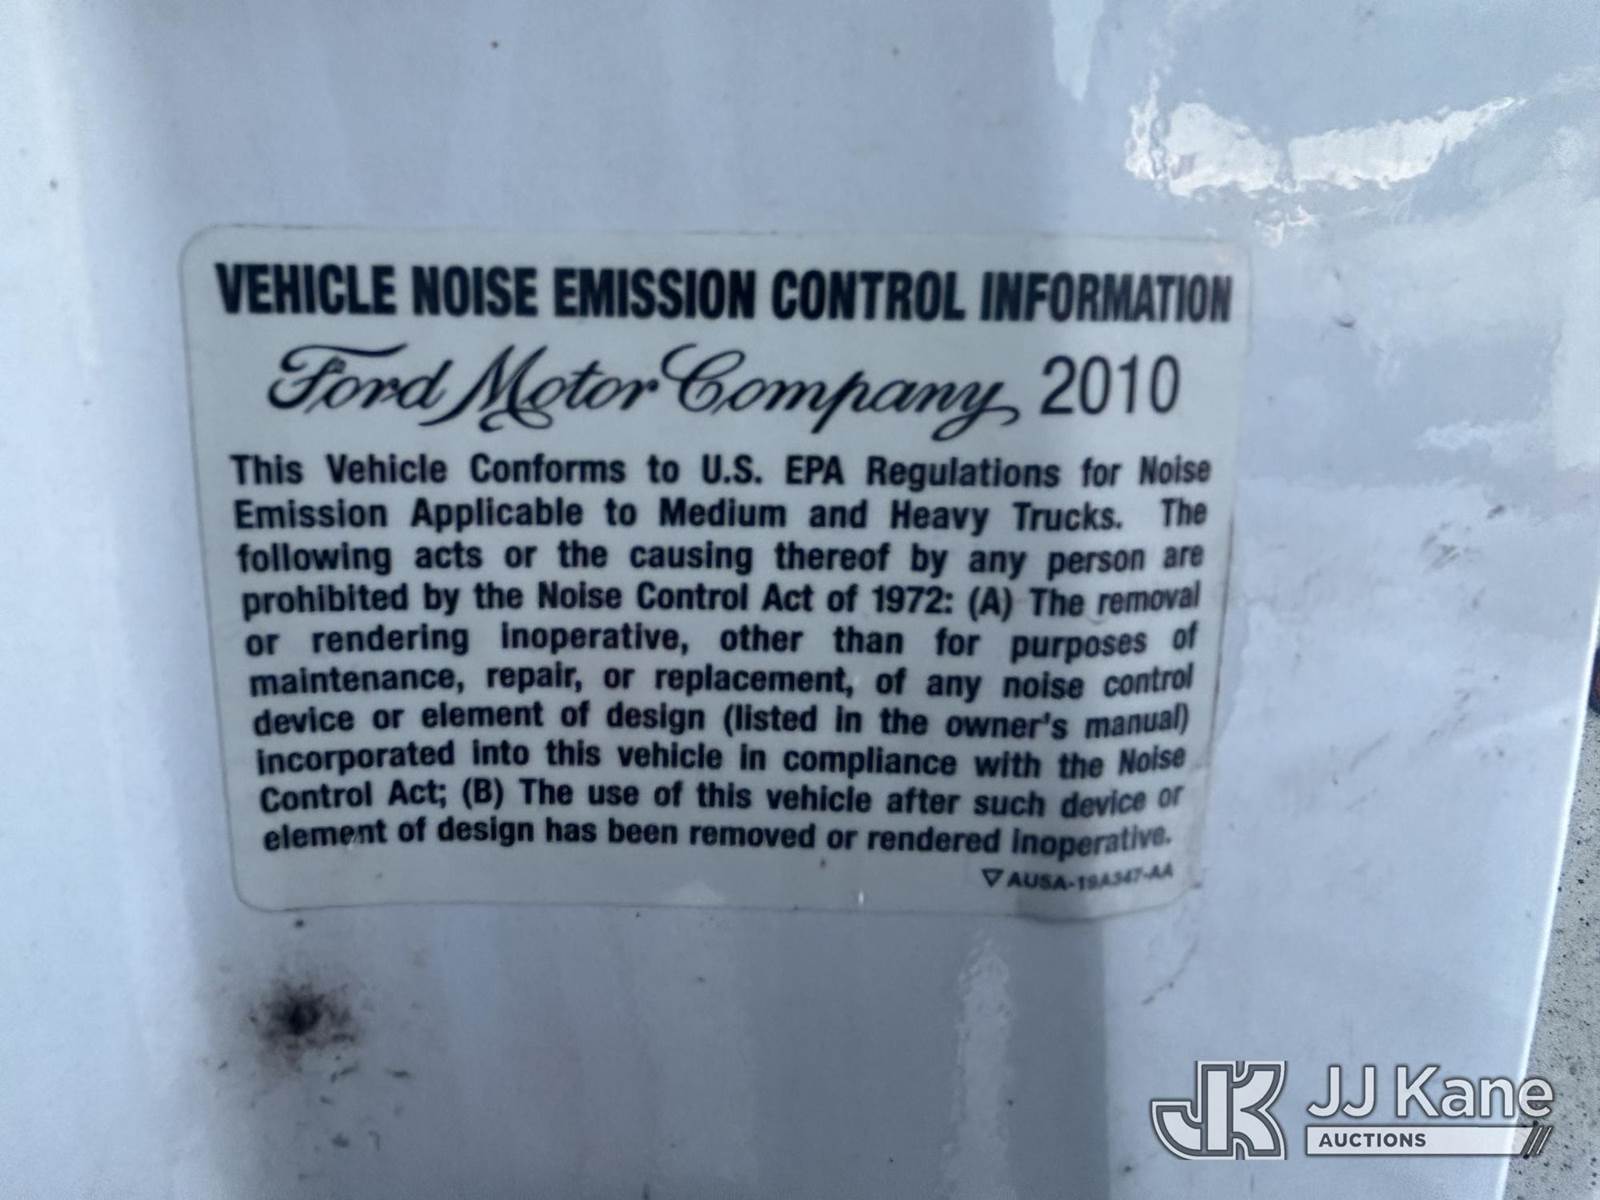 VEHICLE NOISE EMISSION CONTROL INFORMATION
Ford Motor Company 2010
This Vehicle Conforms to U.S. EPA Regulations for Noise
Emission Applicable to Medium and Heavy Trucks. The
following acts or the causing thereof by any person are
prohibited by the Noise Control Act of 1972: (A) The removal
or rendering inoperative, other than for purposes of
maintenance, repair, or replacement, of any noise control
device or element of design (listed in the owner's manual)
incorporated into this vehicle in compliance with the Noise
Control Act; (B) The use of this vehicle after such device or
element of design has been removed or rendered inoperative.
▽ AUSA-19A347-AA
JK JJ Kane
AUCTIONS